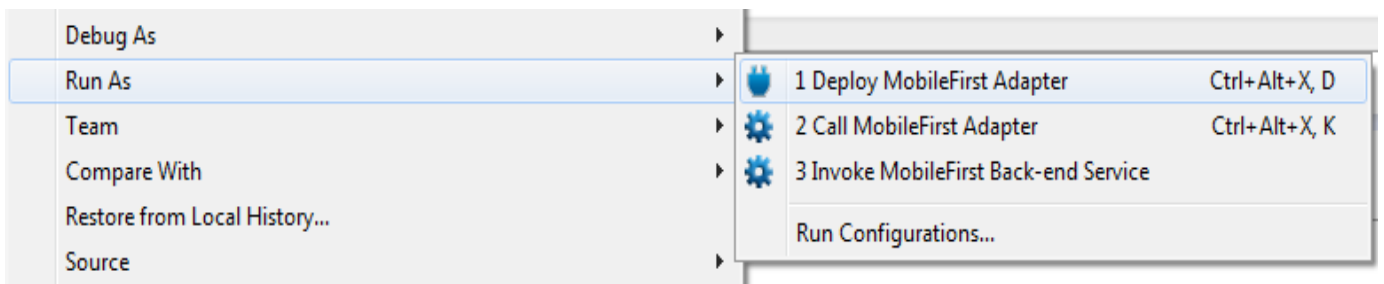 Debug As
Run As
Team
Compare With
Restore from Local History...
Source
1 Deploy MobileFirst Adapter Ctrl+Alt+X, D
2 Call MobileFirst Adapter Ctrl+Alt+X, K
3 Invoke MobileFirst Back-end Service
Run Configurations...